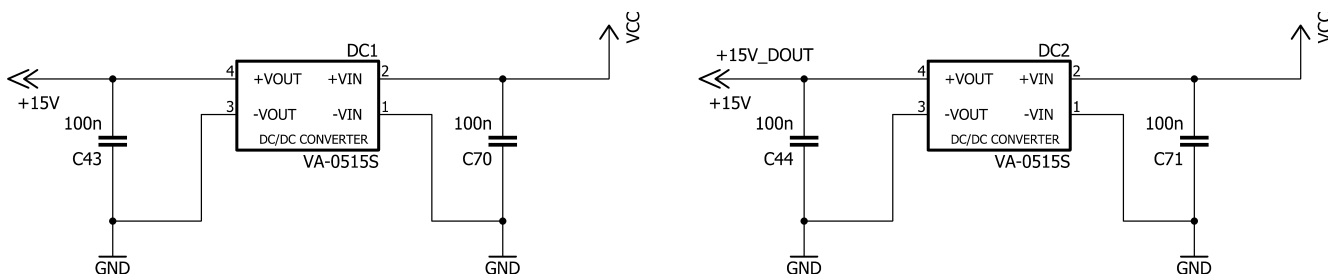 DC1
VCC
4
+VOUT
+VIN
2
+15V
3
-VOUT
-VIN
1
100n
C43
DC/DC CONVERTER
VA-0515S
100n
C70
GND
GND
DC2
VCC
+15V_DOUT
4
+VOUT
+VIN
2
+15V
3
-VOUT
-VIN
1
100n
C44
DC/DC CONVERTER
VA-0515S
100n
C71
GND
GND